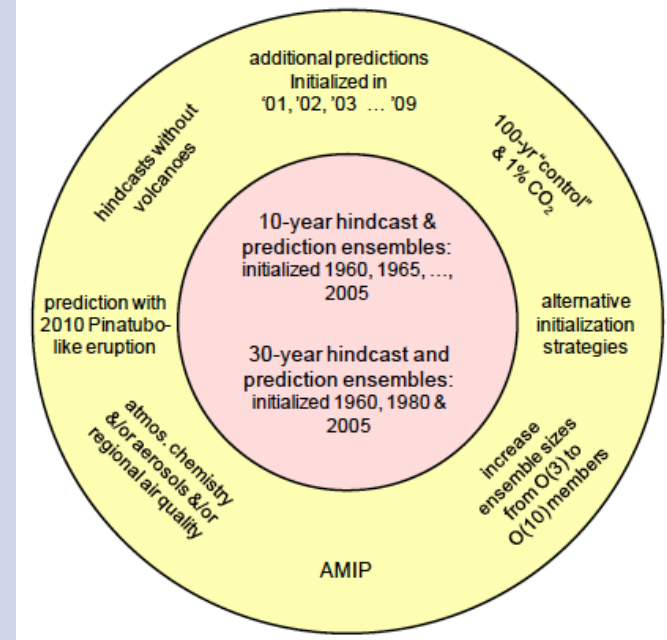 additional predictions
Initialized in
'01, '02, '03 ... '09
hindcasts without
volcanoes
100-yr "control"
& 1% CO₂
10-year hindcast &
prediction ensembles:
initialized 1960, 1965, ...,
2005
prediction with
2010 Pinatubo-
like eruption
alternative
initialization
strategies
30-year hindcast and
prediction ensembles:
initialized 1960, 1980 &
2005
atmos. chemistry
&/or aerosols &/or
regional air quality
increase
ensemble sizes
from O(3) to
O(10) members
AMIP